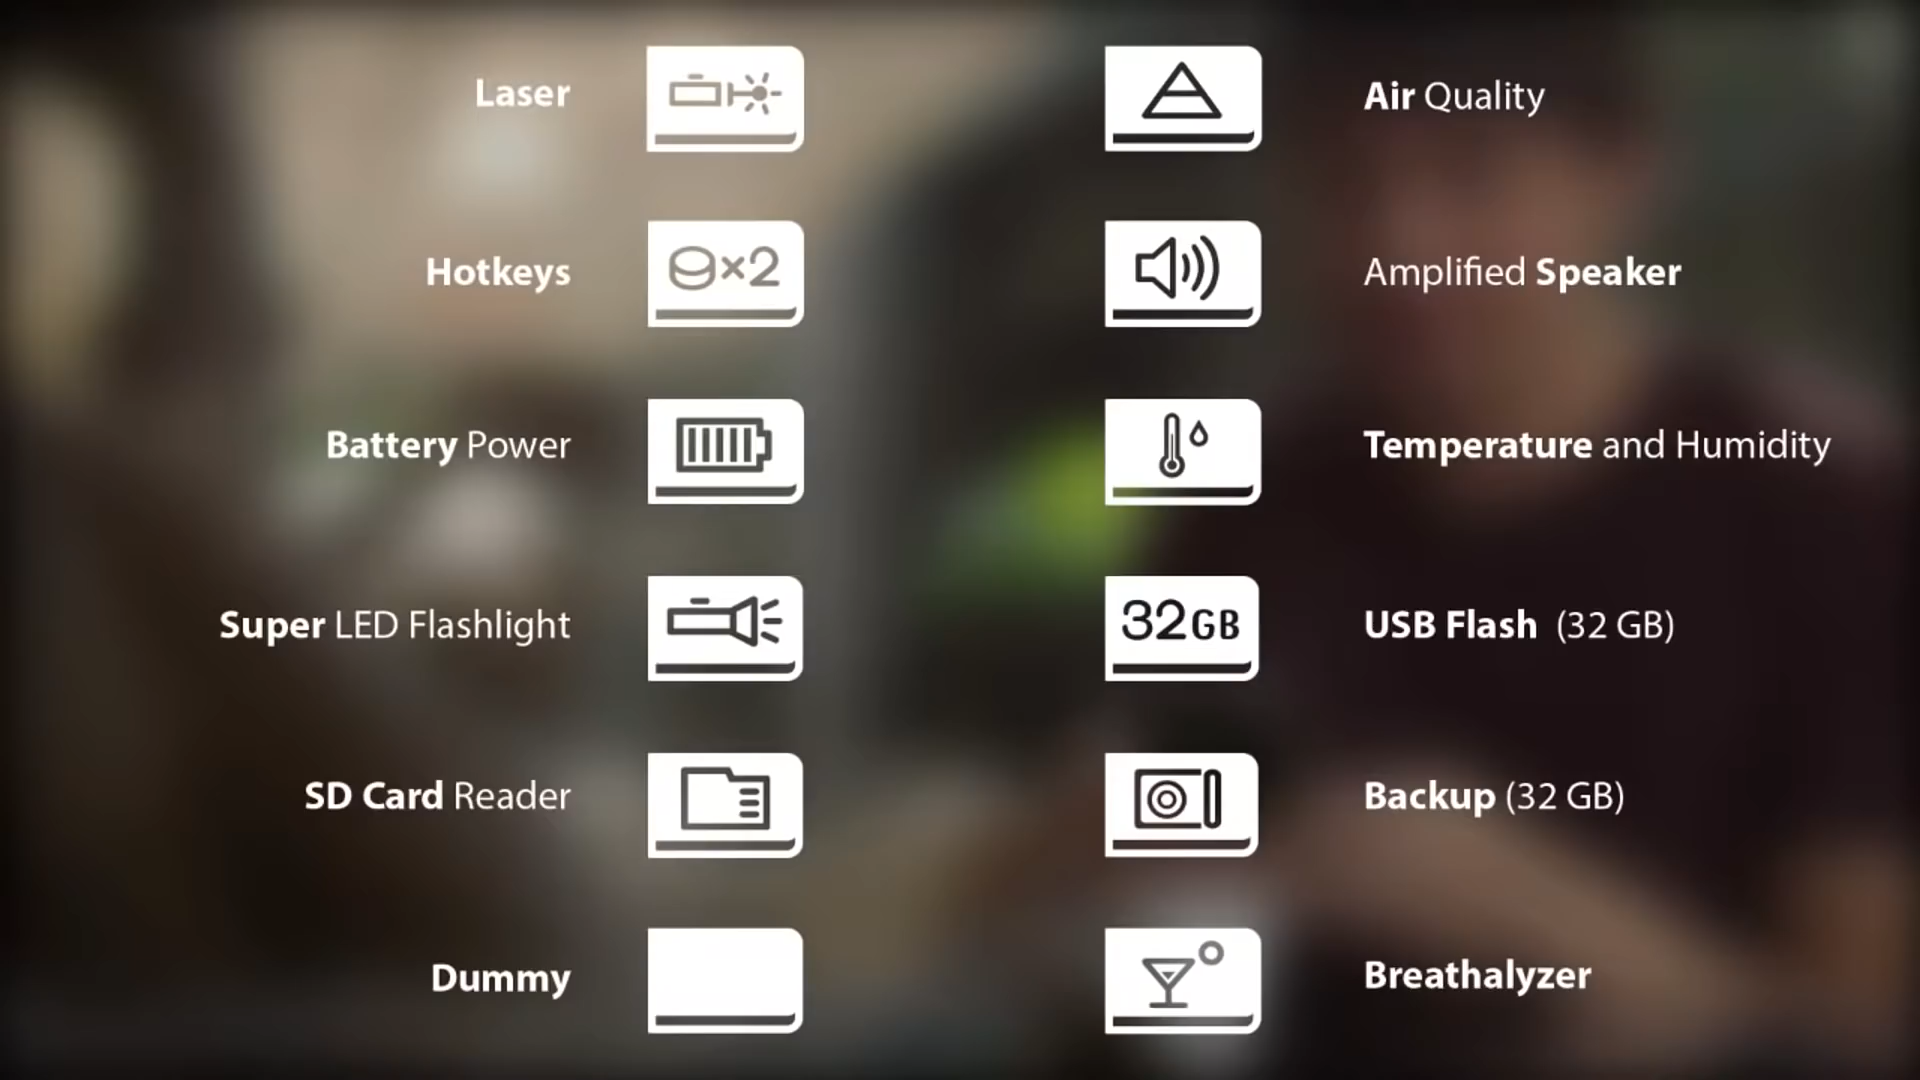 Laser
Air Quality
Hotkeys
×2
Amplified Speaker
Battery Power
Temperature and Humidity
Super LED Flashlight
32GB
USB Flash (32 GB)
SD Card Reader
Backup (32 GB)
Dummy
Breathalyzer